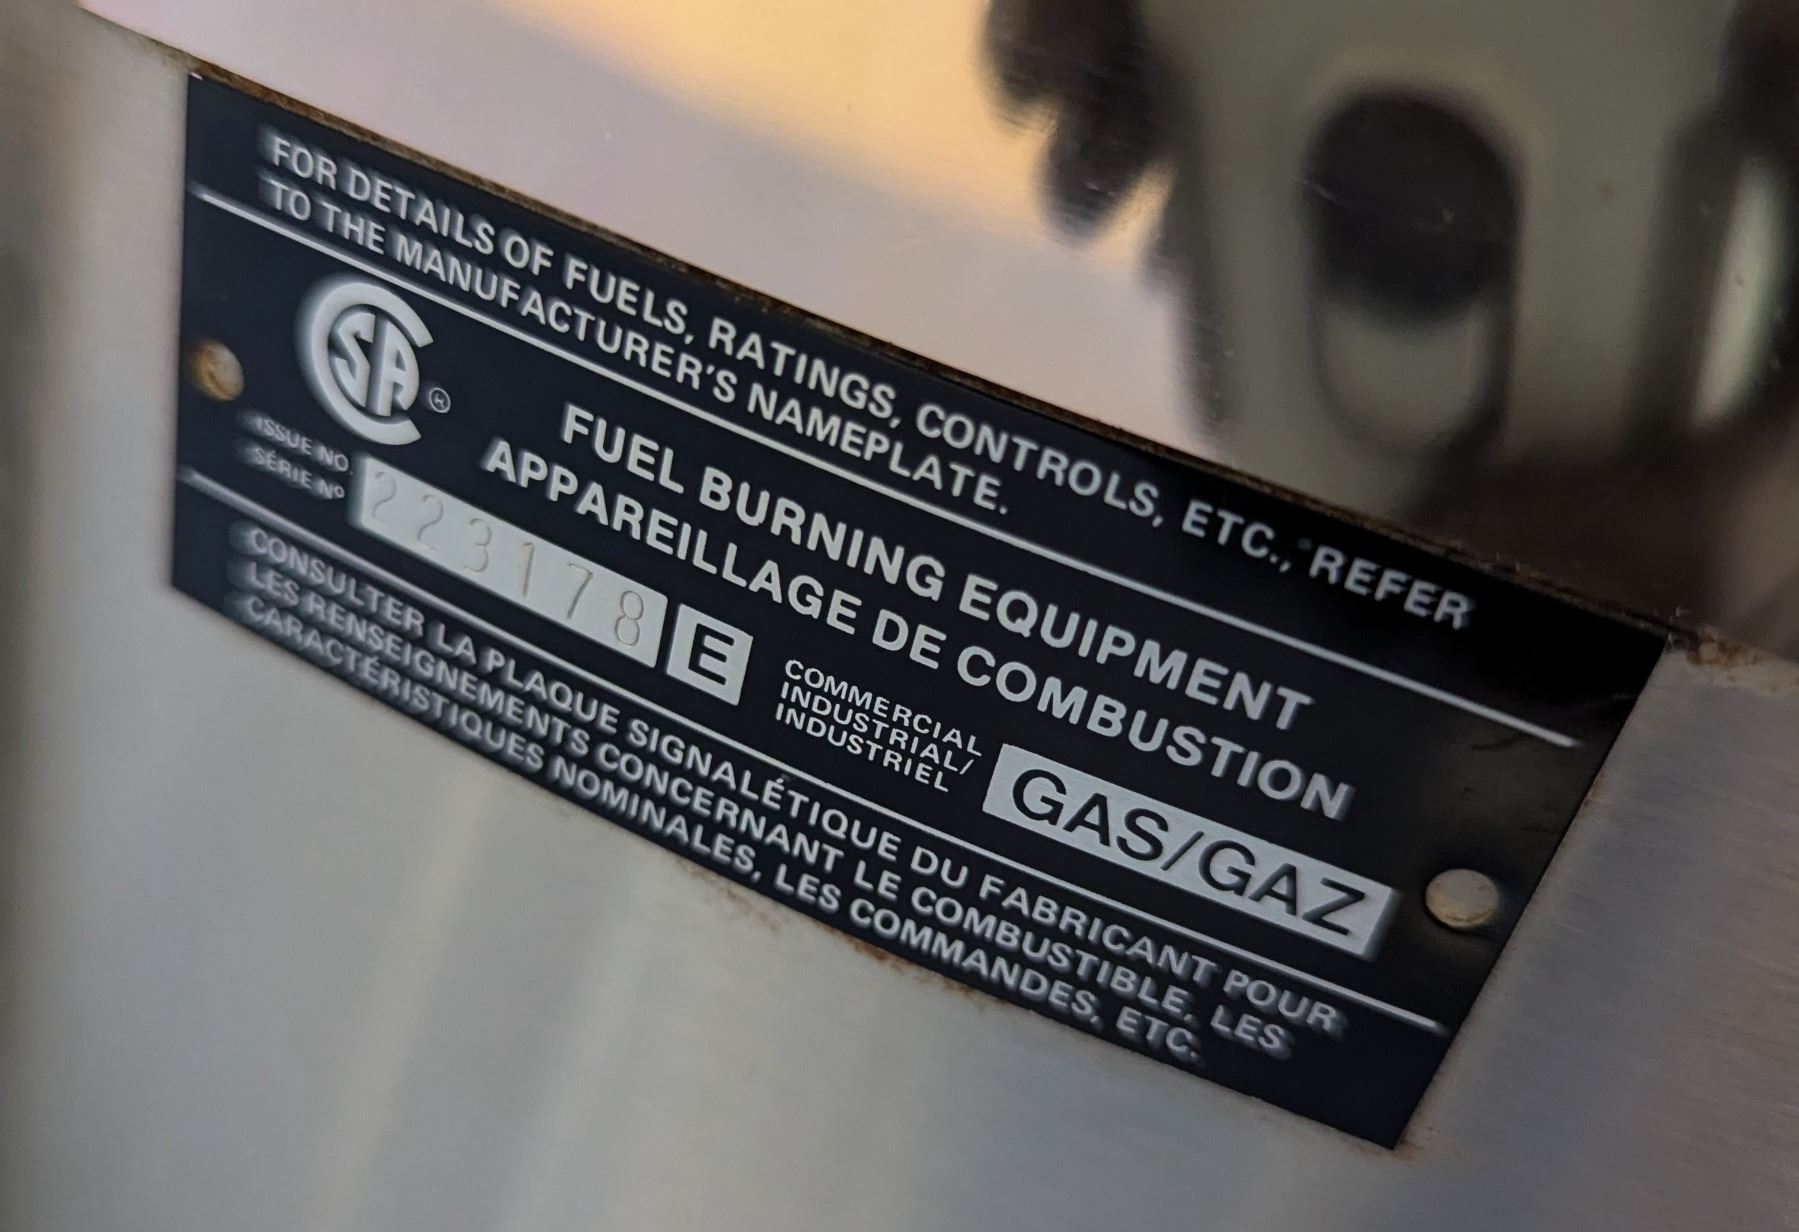 FOR DETAILS OF FUELS, RATINGS, CONTROLS, ETC., REFER
TO THE MANUFACTURER'S NAMEPLATE.
CSA ®
FUEL BURNING EQUIPMENT
APPAREILLAGE DE COMBUSTION
ISSUE NO.
SÉRIE Nº
223178 E
COMMERCIAL
INDUSTRIAL/
INDUSTRIEL
GAS/GAZ
CONSULTER LA PLAQUE SIGNALÉTIQUE DU FABRICANT POUR
LES RENSEIGNEMENTS CONCERNANT LE COMBUSTIBLE, LES
CARACTÉRISTIQUES NOMINALES, LES COMMANDES, ETC.